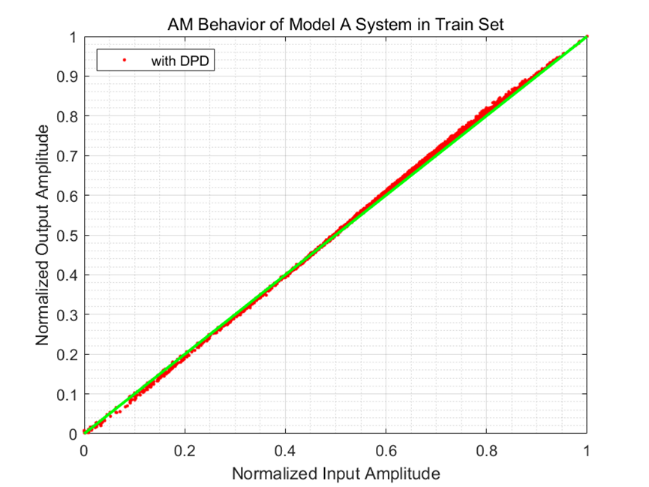 AM Behavior of Model A System in Train Set
with DPD
Normalized Output Amplitude
1
0.9
0.8
0.7
0.6
0.5
0.4
0.3
0.2
0.1
0
0 0.2 0.4 0.6 0.8 1
Normalized Input Amplitude